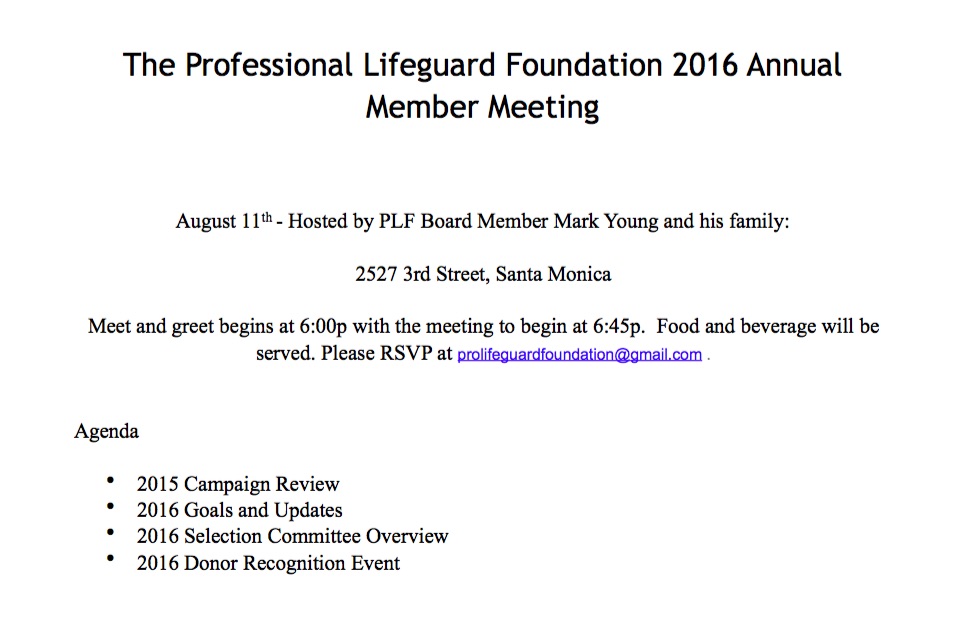 The Professional Lifeguard Foundation 2016 Annual
Member Meeting
August 11th - Hosted by PLF Board Member Mark Young and his family:
2527 3rd Street, Santa Monica
Meet and greet begins at 6:00p with the meeting to begin at 6:45p.  Food and beverage will be
served. Please RSVP at prolifeguardfoundation@gmail.com .
Agenda
• 2015 Campaign Review
• 2016 Goals and Updates
• 2016 Selection Committee Overview
• 2016 Donor Recognition Event